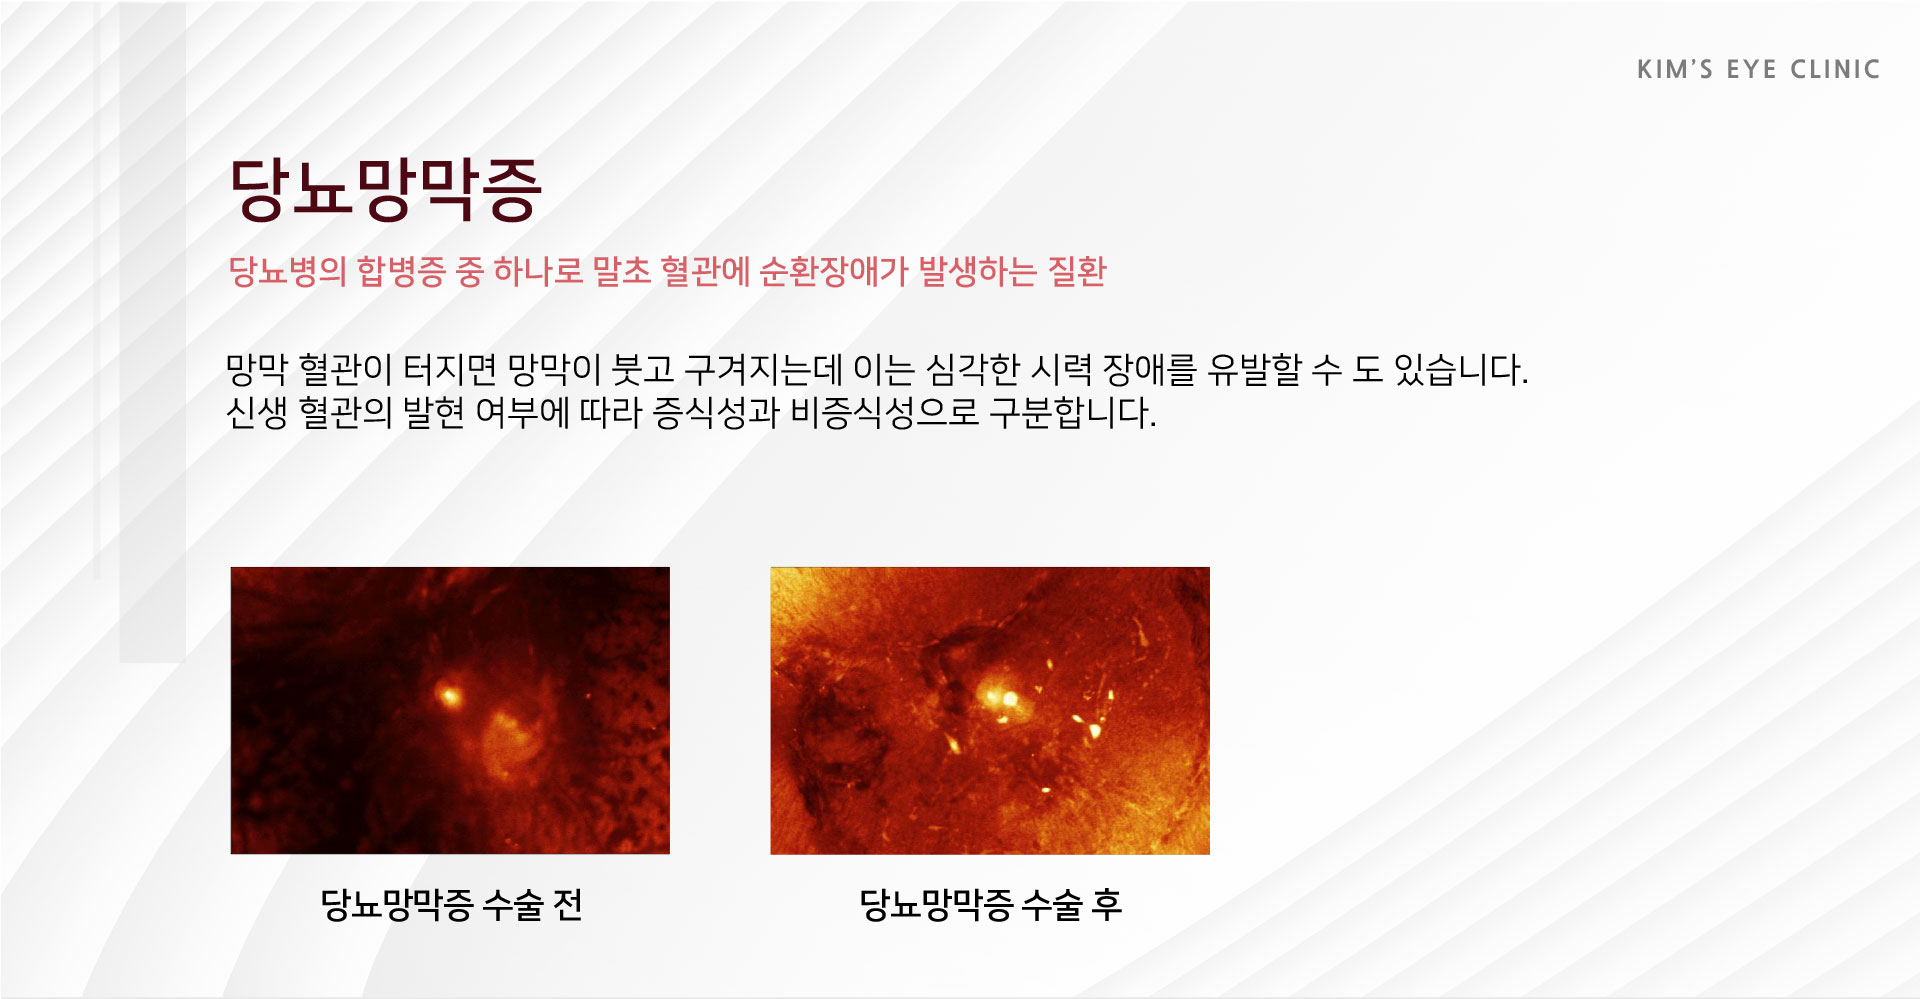 KIM'S EYE CLINIC
당뇨망막증
당뇨병의 합병증 중 하나로 말초 혈관에 순환장애가 발생하는 질환
망막 혈관이 터지면 망막이 붓고 구겨지는데 이는 심각한 시력 장애를 유발할 수 도 있습니다.
신생 혈관의 발현 여부에 따라 증식성과 비증식성으로 구분합니다.
당뇨망막증 수술 전
당뇨망막증 수술 후